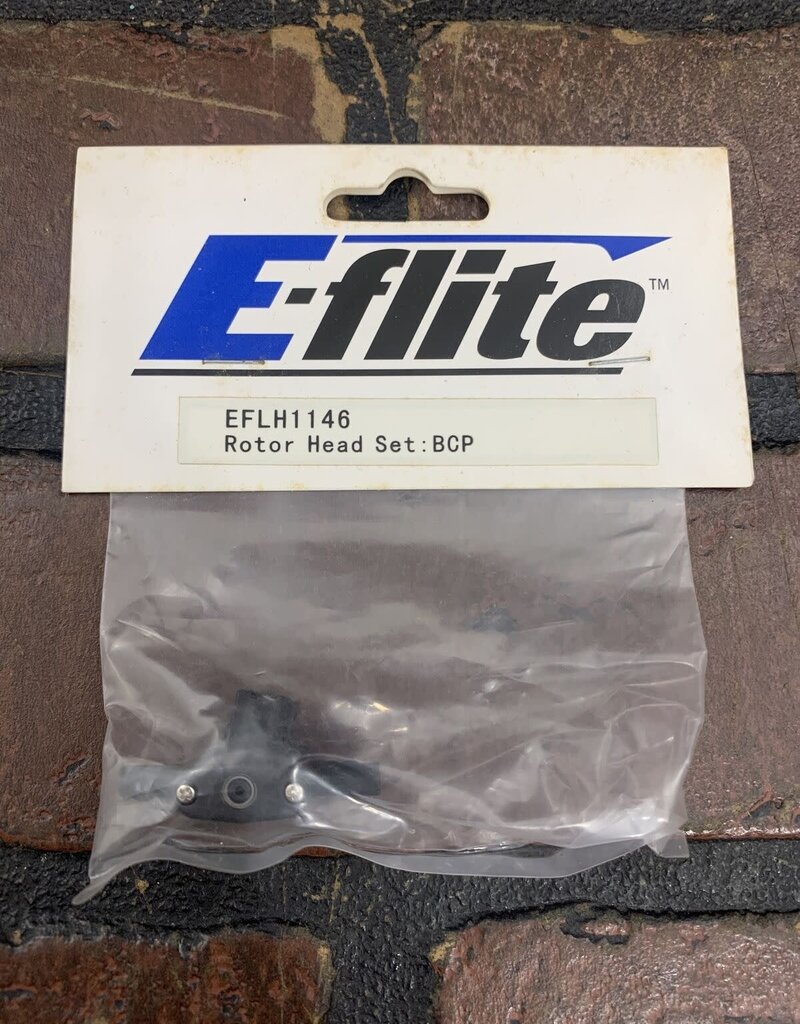 E-flite™
EFLH1146
Rotor Head Set:BCP